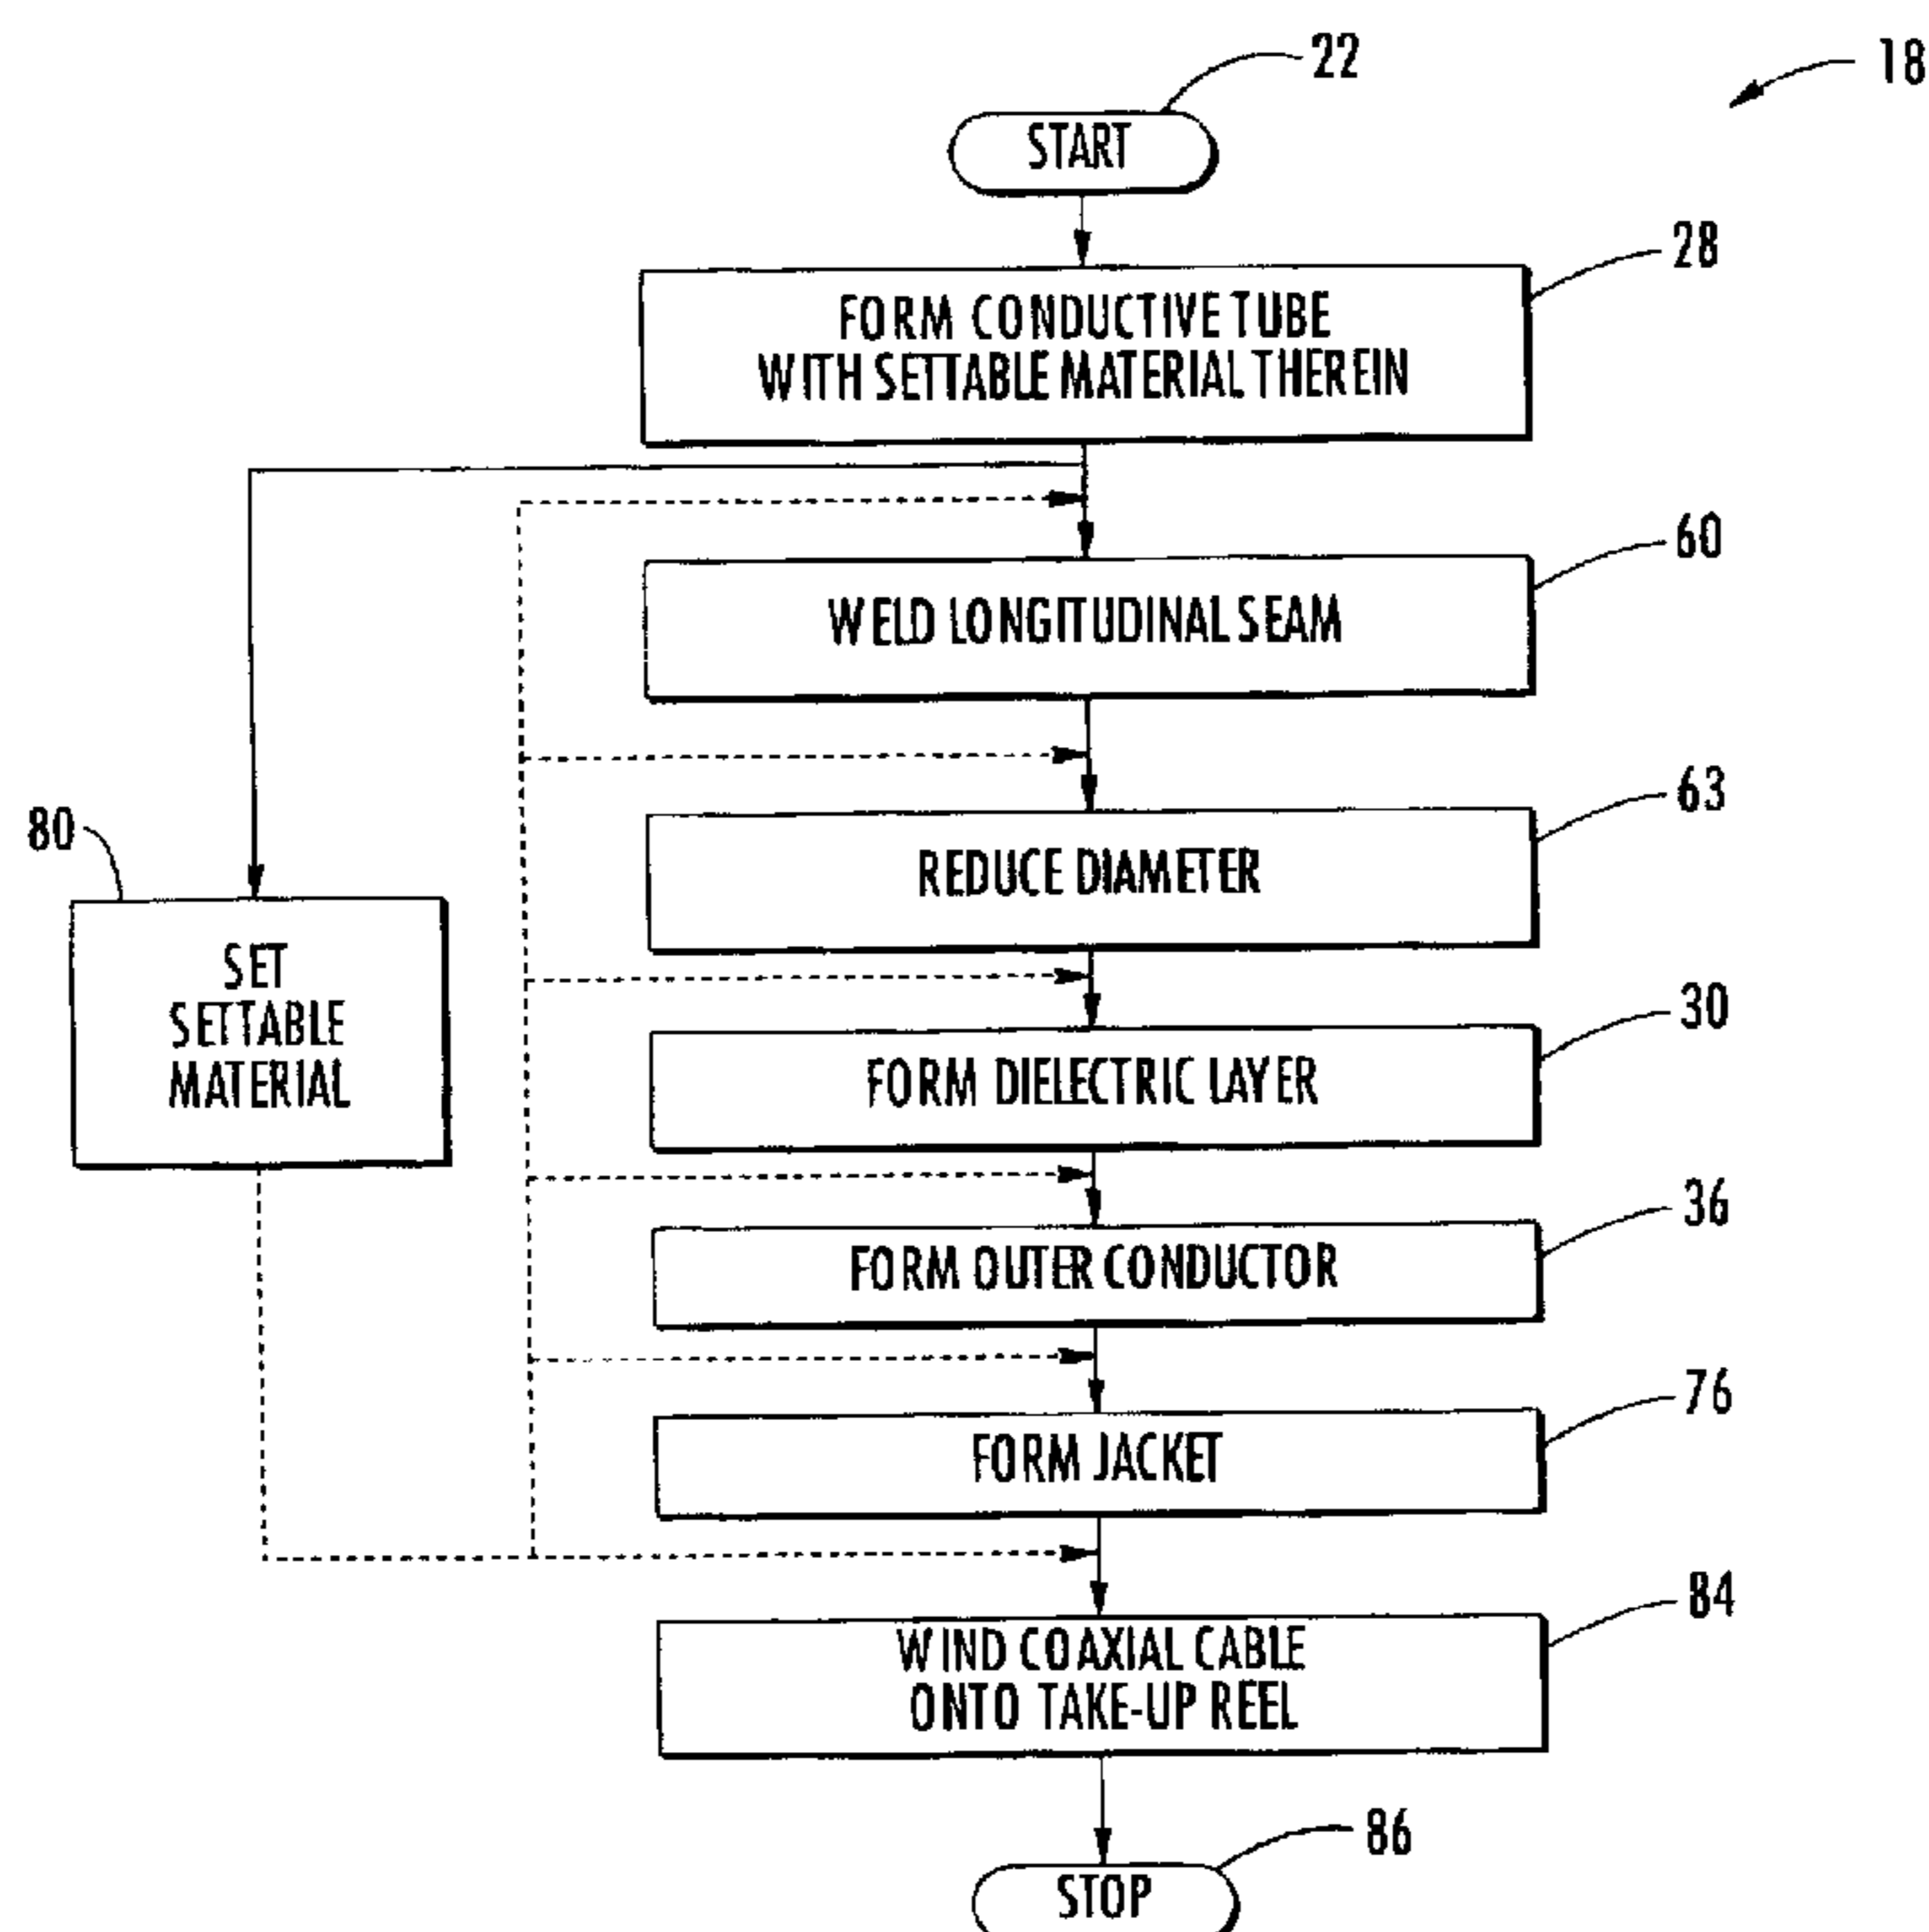 22
18
START
28
FORM CONDUCTIVE TUBE
WITH SETTABLE MATERIAL THEREIN
60
WELD LONGITUDINAL SEAM
63
REDUCE DIAMETER
80
SET
SETTABLE
MATERIAL
30
FORM DIELECTRIC LAYER
36
FORM OUTER CONDUCTOR
76
FORM JACKET
84
WIND COAXIAL CABLE
ONTO TAKE-UP REEL
86
STOP